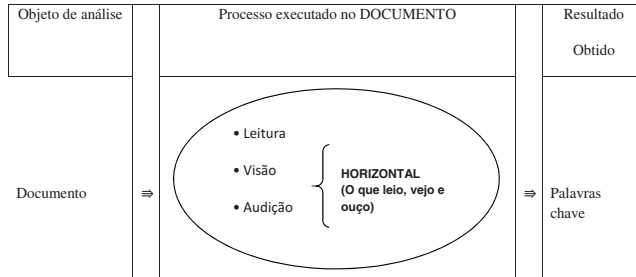 Objeto de análise
Processo executado no DOCUMENTO
Resultado
Obtido
• Leitura
• Visão
• Audição
HORIZONTAL
(O que leio, vejo e
ouço)
Documento
⇛
⇛
Palavras
chave